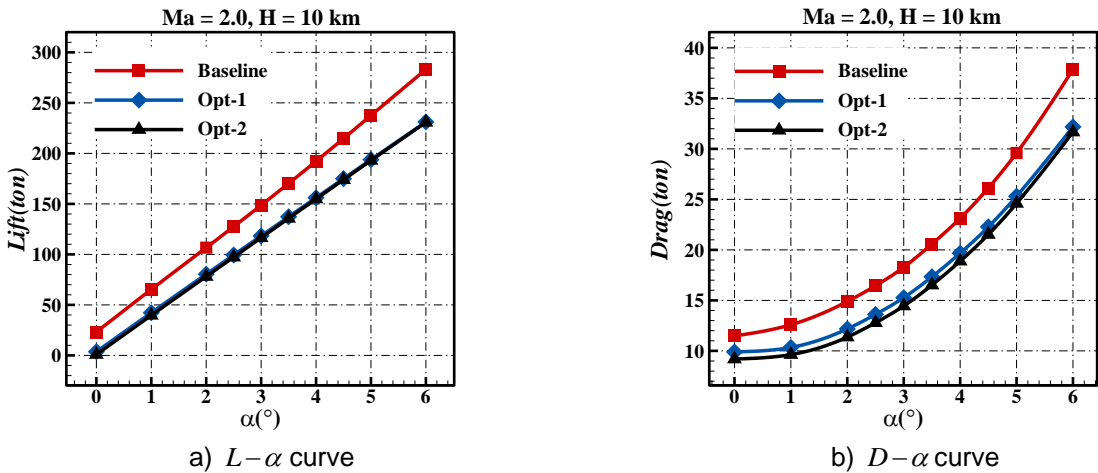 Ma = 2.0, H = 10 km
300
250
200
150
100
50
0
Lift(ton)
Baseline
Opt-1
Opt-2
0 1 2 3 4 5 6
α(°)
a) L−α curve
Ma = 2.0, H = 10 km
40
35
30
25
20
15
10
Drag(ton)
Baseline
Opt-1
Opt-2
0 1 2 3 4 5 6
α(°)
b) D−α curve